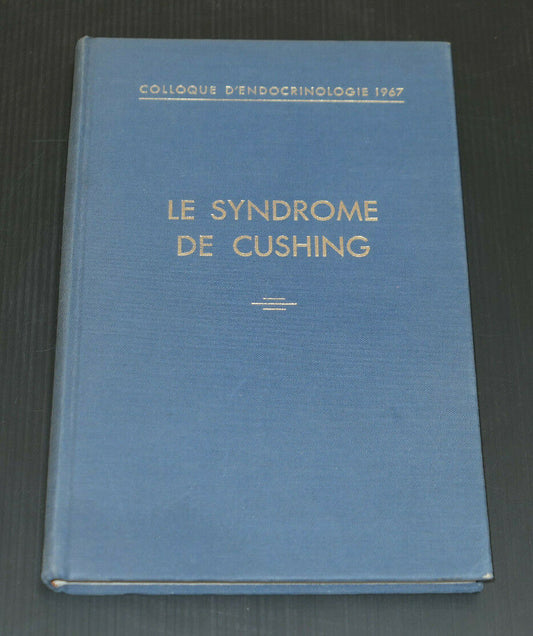 COLLOQUE D'ENDOCRINOLOGIE 1967
LE SYNDROME
DE CUSHING